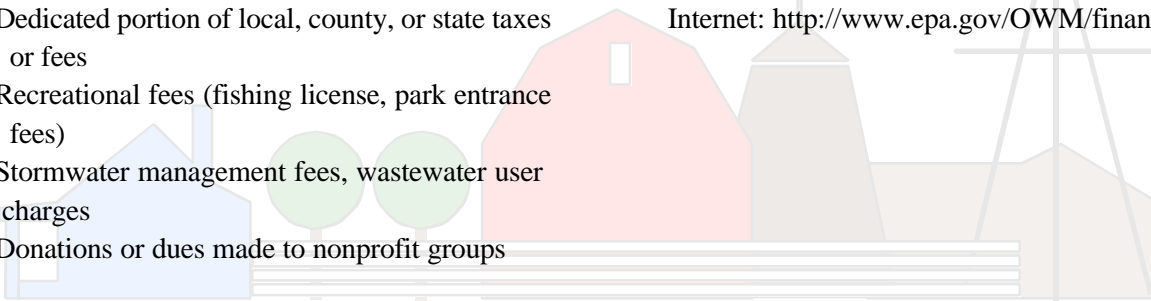 Dedicated portion of local, county, or state taxes
or fees
Recreational fees (fishing license, park entrance
fees)
Stormwater management fees, wastewater user
charges
Donations or dues made to nonprofit groups
Internet: http://www.epa.gov/OWM/finan